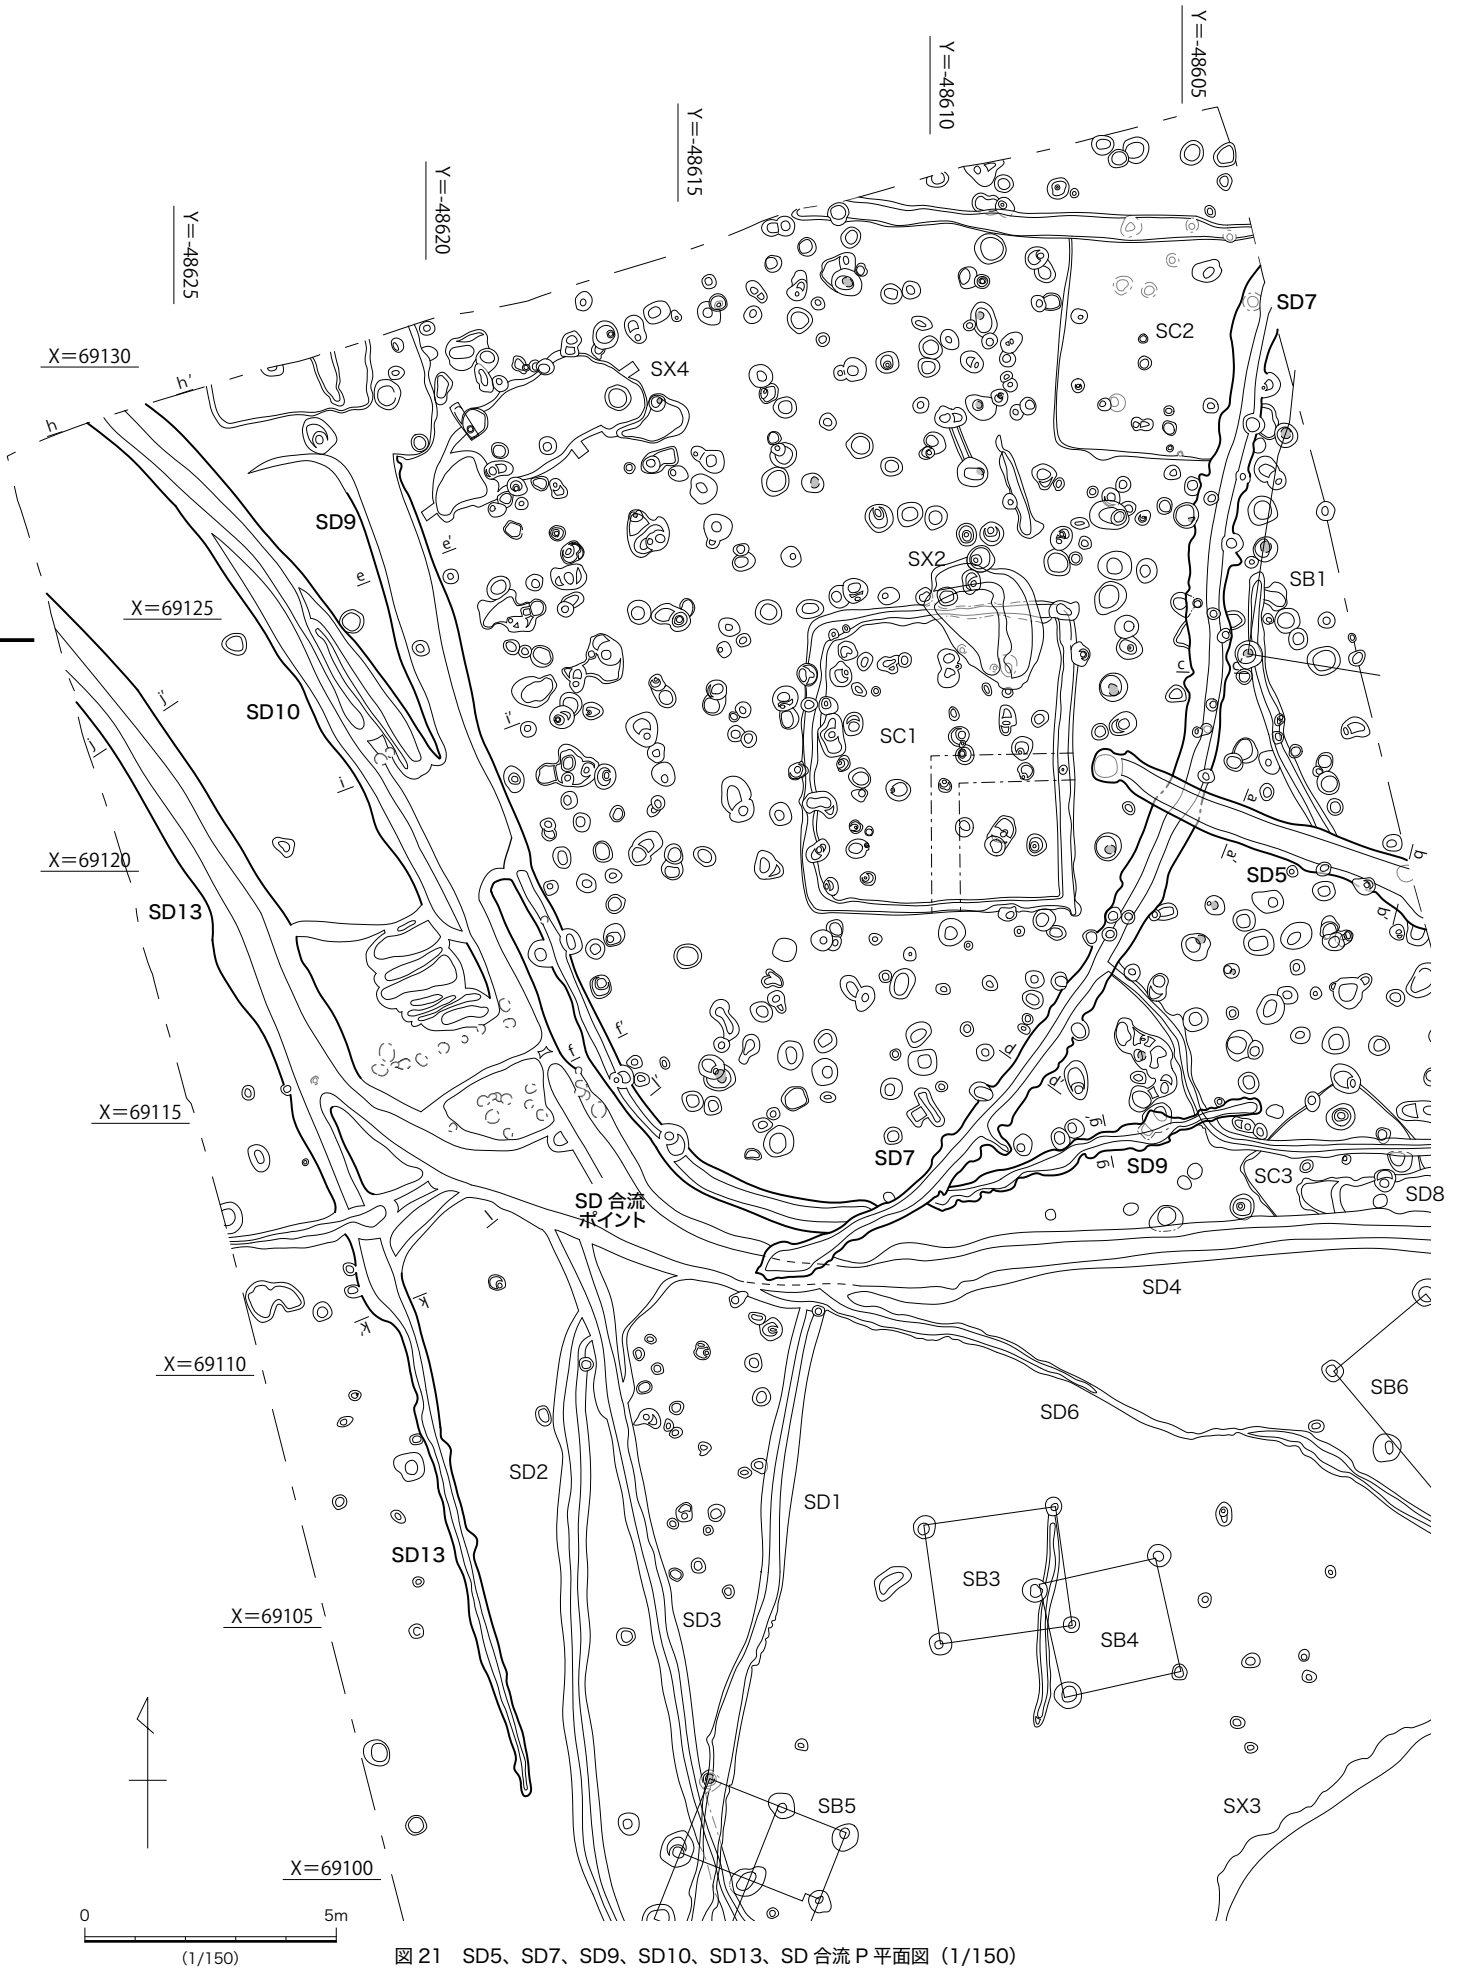 Y=-48605
Y=-48610
Y=-48615
Y=-48620
Y=-48625
SD7
SC2
X=69130
h'
SX4
h
SD9
e'
SX2
e
SB1
X=69125
c
j'
SD10
i'
SC1
j
i
a
X=69120
b
a'
SD5
SD13
b'
f'
f
d
i'
d'
X=69115
g'
SD7
g
SD9
SC3
SD8
SD 合流
ポイント
SD4
k
k'
X=69110
SB6
SD6
SD2
SD1
SD13
SB3
X=69105
SD3
SB4
SB5
SX3
X=69100
0 5m
(1/150)
図 21 SD5、SD7、SD9、SD10、SD13、SD 合流 P 平面図（1/150）